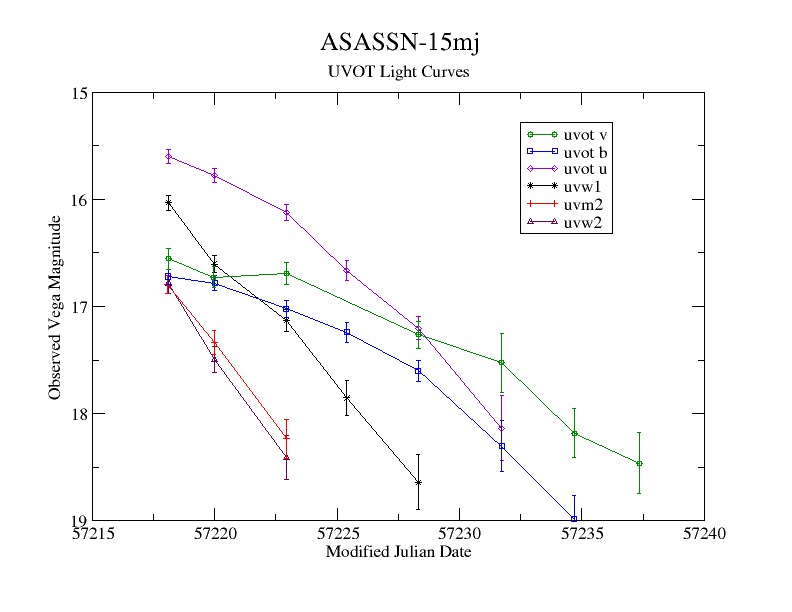 ASASSN-15mj
UVOT Light Curves
15
16
17
18
19
Observed Vega Magnitude
uvot v
uvot b
uvot u
uvw1
uvm2
uvw2
57215 57220 57225 57230 57235 57240
Modified Julian Date